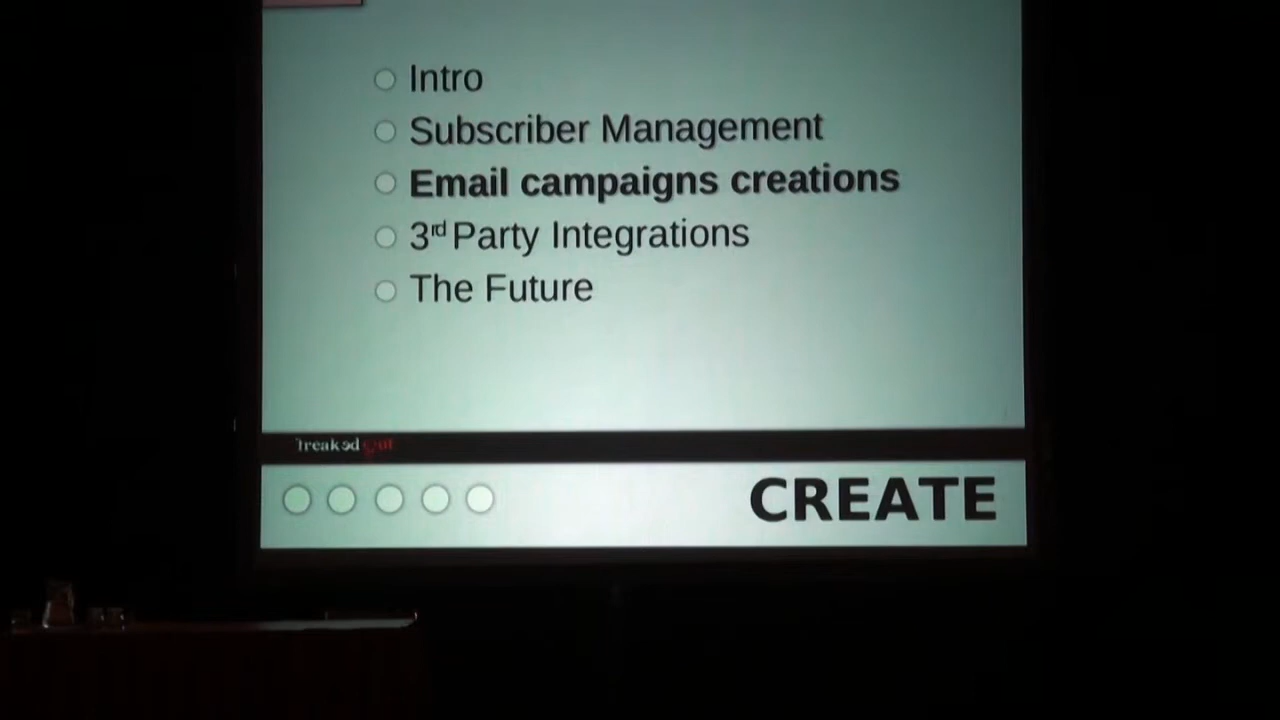 Intro
Subscriber Management
Email campaigns creations
3rd Party Integrations
The Future
CREATE